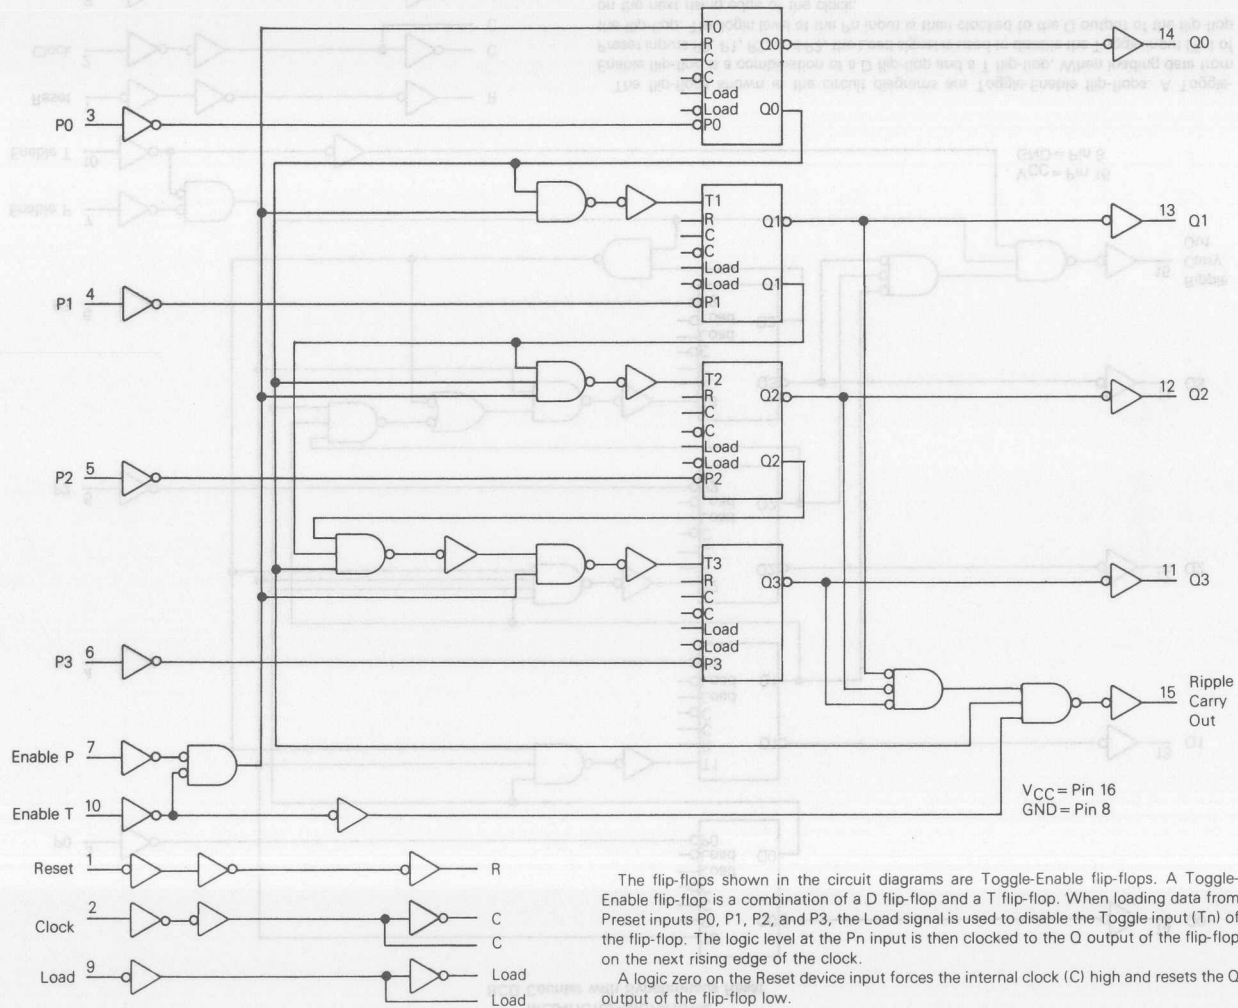 T0
R
C
C
Load
Load
P0
Q0
Q0
14 Q0
P0 3
T1
R
C
C
Load
Load
P1
Q1
Q1
13 Q1
P1 4
T2
R
C
C
Load
Load
P2
Q2
Q2
12 Q2
P2 5
T3
R
C
C
Load
Load
P3
Q3
11 Q3
P3 6
15 Ripple
Carry
Out
Enable P 7
Enable T 10
VCC = Pin 16
GND = Pin 8
Reset 1
R
Clock 2
C
C
Load 9
Load
Load
The flip-flops shown in the circuit diagrams are Toggle-Enable flip-flops. A Toggle-
Enable flip-flop is a combination of a D flip-flop and a T flip-flop. When loading data from
Preset inputs P0, P1, P2, and P3, the Load signal is used to disable the Toggle input (Tn) of
the flip-flop. The logic level at the Pn input is then clocked to the Q output of the flip-flop
on the next rising edge of the clock.
A logic zero on the Reset device input forces the internal clock (C) high and resets the Q
output of the flip-flop low.